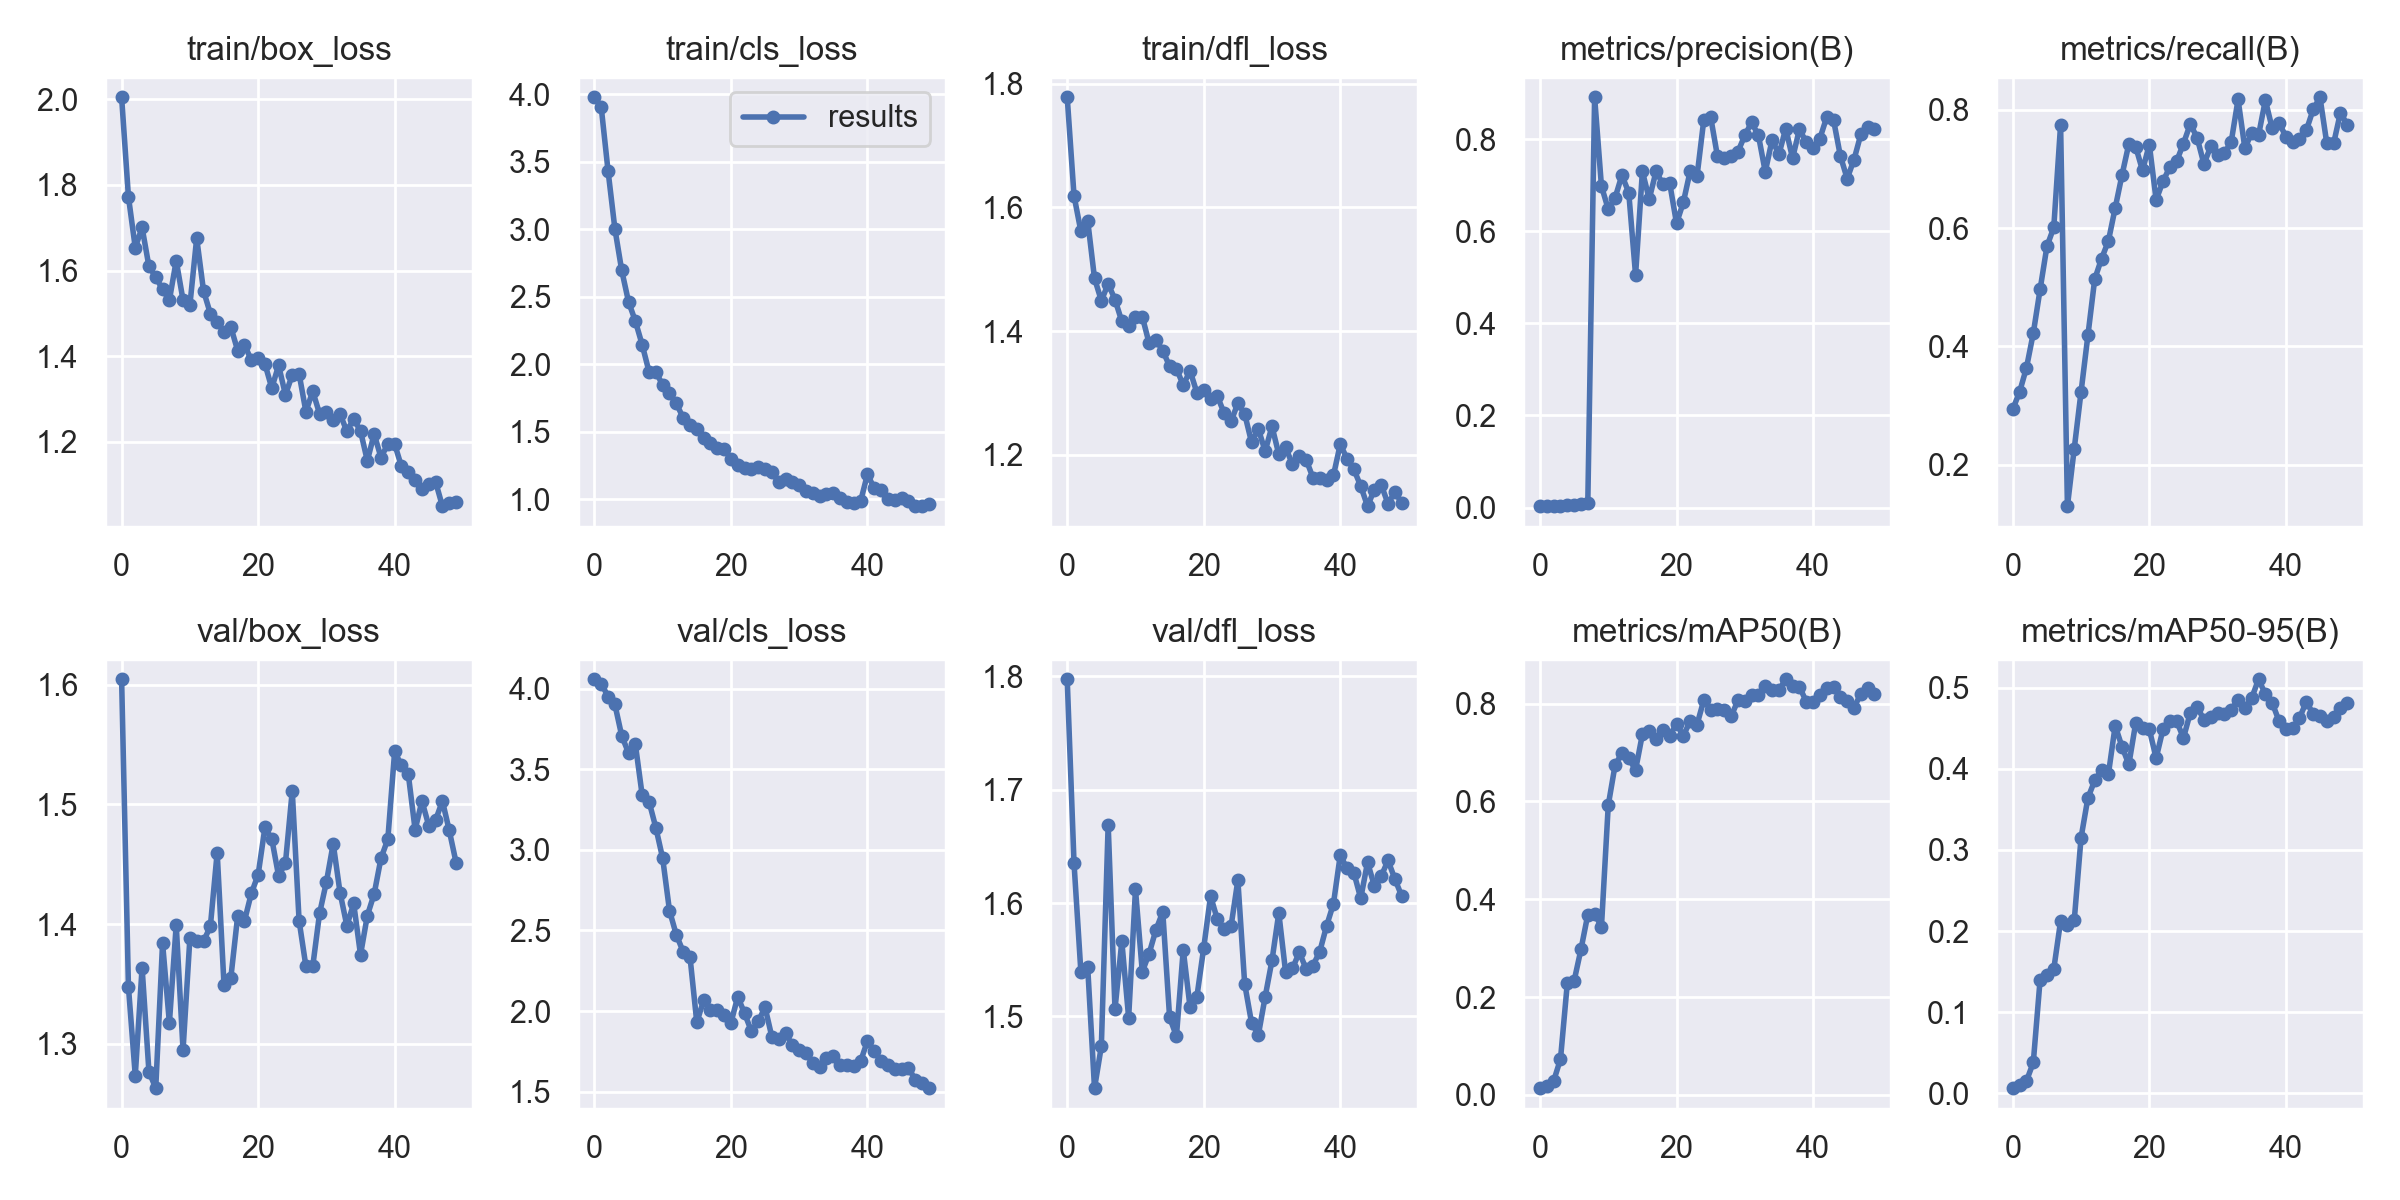 train/box_loss
2.0
1.8
1.6
1.4
1.2
0 20 40
train/cls_loss
results
4.0
3.5
3.0
2.5
2.0
1.5
1.0
0 20 40
train/dfl_loss
1.8
1.6
1.4
1.2
0 20 40
metrics/precision(B)
0.8
0.6
0.4
0.2
0.0
0 20 40
metrics/recall(B)
0.8
0.6
0.4
0.2
0 20 40
val/box_loss
1.6
1.5
1.4
1.3
0 20 40
val/cls_loss
4.0
3.5
3.0
2.5
2.0
1.5
0 20 40
val/dfl_loss
1.8
1.7
1.6
1.5
0 20 40
metrics/mAP50(B)
0.8
0.6
0.4
0.2
0.0
0 20 40
metrics/mAP50-95(B)
0.5
0.4
0.3
0.2
0.1
0.0
0 20 40